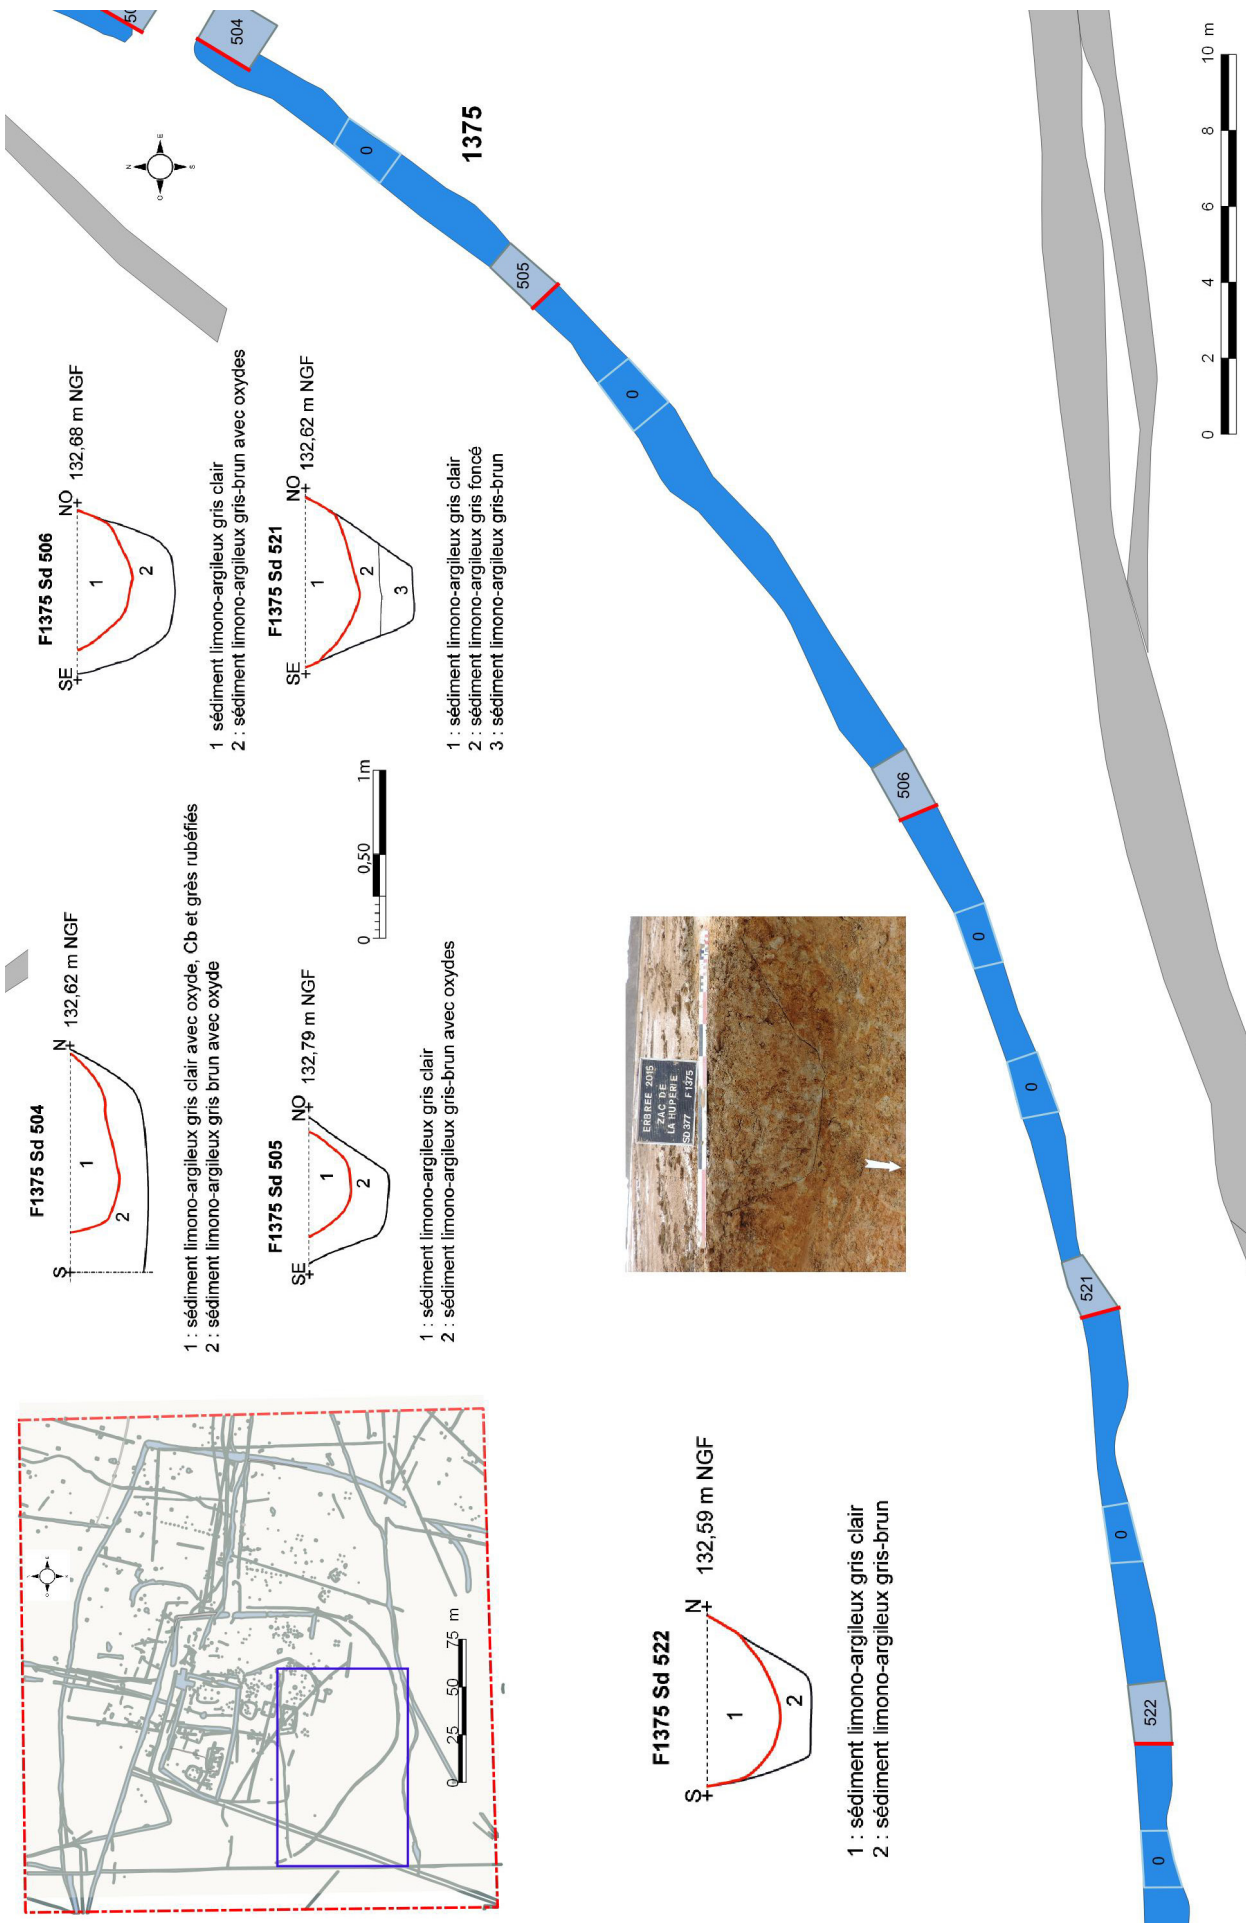 F1375 Sd 504
S
N
132,62 m NGF
1
2
1 : sédiment limono-argileux gris clair avec oxyde, Cb et grès rubéfiés
2 : sédiment limono-argileux gris brun avec oxyde
F1375 Sd 506
SE
NO
132,68 m NGF
1
2
1 sédiment limono-argileux gris clair
2 : sédiment limono-argileux gris-brun avec oxydes
F1375 Sd 505
SE
NO
132,79 m NGF
1
2
1 : sédiment limono-argileux gris clair
2 : sédiment limono-argileux gris-brun avec oxydes
F1375 Sd 521
SE
NO
132,62 m NGF
1
2
3
1 : sédiment limono-argileux gris clair
2 : sédiment limono-argileux gris foncé
3 : sédiment limono-argileux gris-brun
0 0,50 1m
0 25 50 75 m
F1375 Sd 522
S
N
132,59 m NGF
1
2
1 : sédiment limono-argileux gris clair
2 : sédiment limono-argileux gris-brun
ERBREE 2015
ZAC DE
LA HUPERIE
SD 377 F1375
N
E
S
O
1375
504
0
505
0
506
0
0
521
0
522
0
0 2 4 6 8 10 m